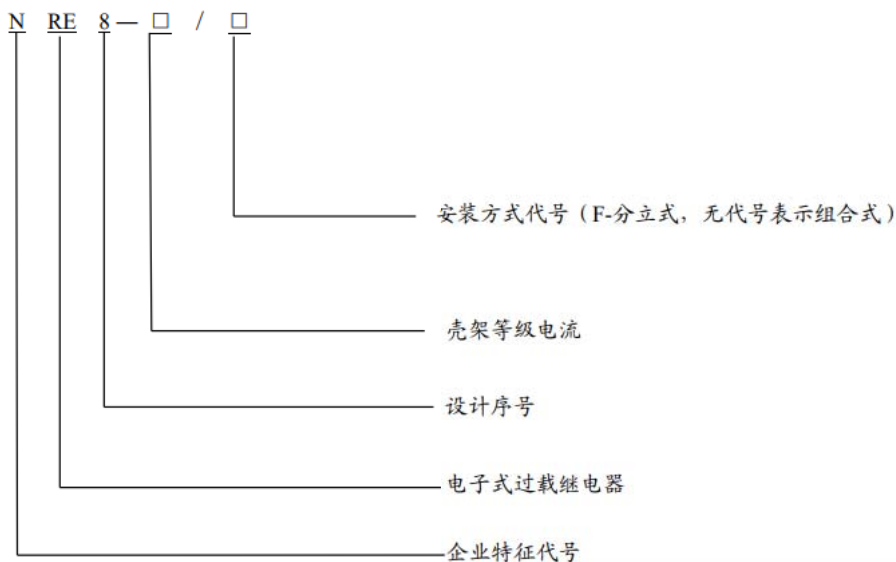 N RE 8—□ / □
安装方式代号（F-分立式，无代号表示组合式）
壳架等级电流
设计序号
电子式过载继电器
企业特征代号